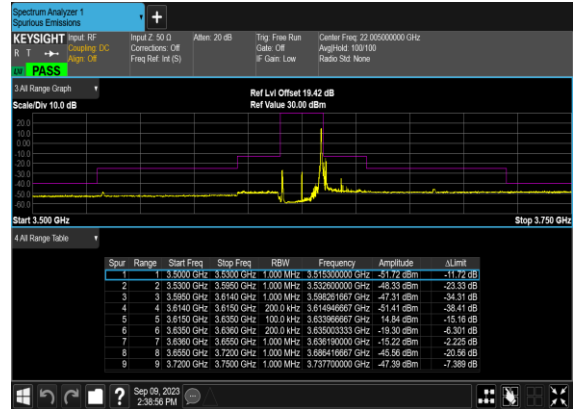 Spectrum Analyzer 1
Spurious Emissions
KEYSIGHT Input: RF
R T Coupling: DC
Align: Off
Input Z: 50 Ω
Corrections: Off
Freq Ref: Int (S)
Atten: 20 dB
Trig: Free Run
Gate: Off
IF Gain: Low
Center Freq: 22.005000000 GHz
Avg|Hold: 100/100
Radio Std: None
PASS
3 All Range Graph
Scale/Div 10.0 dB
Ref Lvl Offset 19.42 dB
Ref Value 30.00 dBm
20.0
10.0
0.00
-10.0
-20.0
-30.0
-40.0
-50.0
-60.0
Start 3.500 GHz Stop 3.750 GHz
4 All Range Table
Spur Range Start Freq Stop Freq RBW Frequency Amplitude ΔLimit
1 1 3.5000 GHz 3.5300 GHz 1.000 MHz 3.515300000 GHz -51.72 dBm -11.72 dB
2 2 3.5300 GHz 3.5950 GHz 1.000 MHz 3.532600000 GHz -48.33 dBm -23.33 dB
3 3 3.5950 GHz 3.6140 GHz 1.000 MHz 3.598261667 GHz -47.31 dBm -34.31 dB
4 4 3.6140 GHz 3.6150 GHz 200.0 kHz 3.614946667 GHz -51.41 dBm -38.41 dB
5 5 3.6150 GHz 3.6350 GHz 100.0 kHz 3.633966667 GHz 14.84 dBm -15.16 dB
6 6 3.6350 GHz 3.6360 GHz 200.0 kHz 3.635003333 GHz -19.30 dBm -6.301 dB
7 7 3.6360 GHz 3.6550 GHz 1.000 MHz 3.636190000 GHz -15.22 dBm -2.225 dB
8 8 3.6550 GHz 3.7200 GHz 1.000 MHz 3.686416667 GHz -45.56 dBm -20.56 dB
9 9 3.7200 GHz 3.7500 GHz 1.000 MHz 3.737700000 GHz -47.39 dBm -7.389 dB
?
Sep 09, 2023
2:38:56 PM